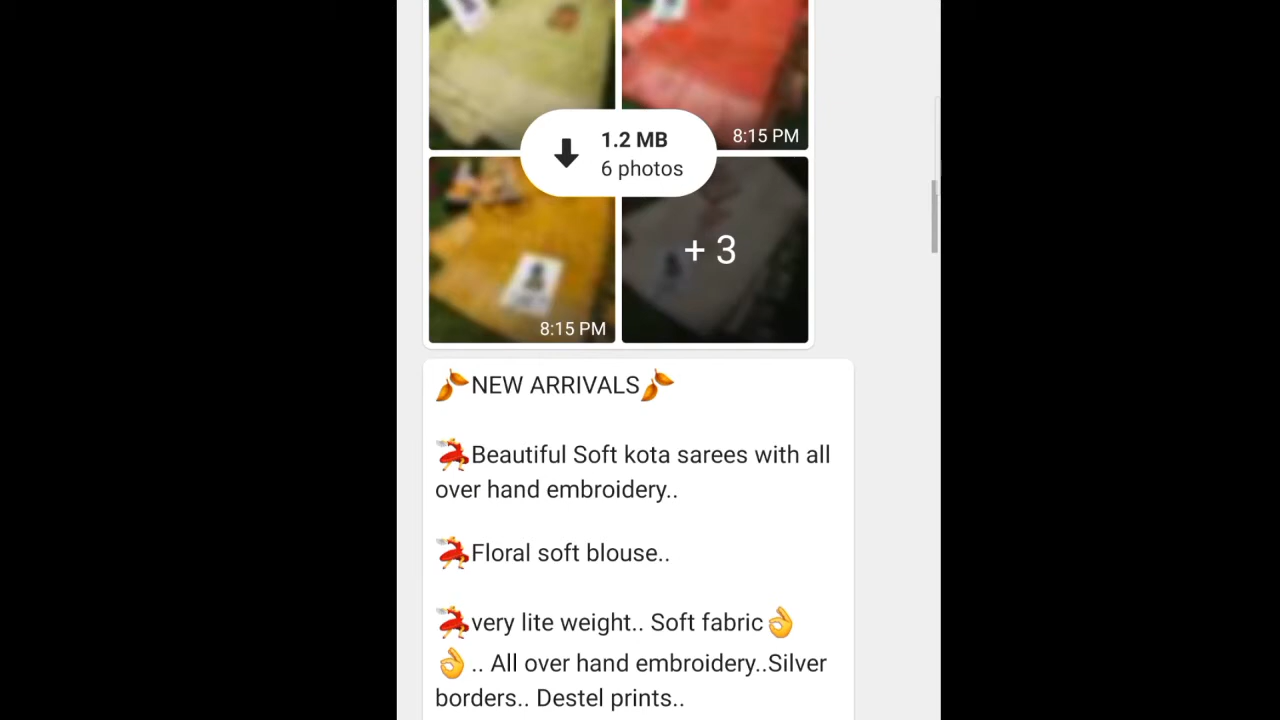 8:15 PM
1.2 MB
6 photos
+ 3
8:15 PM
🍂NEW ARRIVALS🍂
💃Beautiful Soft kota sarees with all
over hand embroidery..
💃Floral soft blouse..
💃very lite weight.. Soft fabric👌
👌.. All over hand embroidery..Silver
borders.. Destel prints..